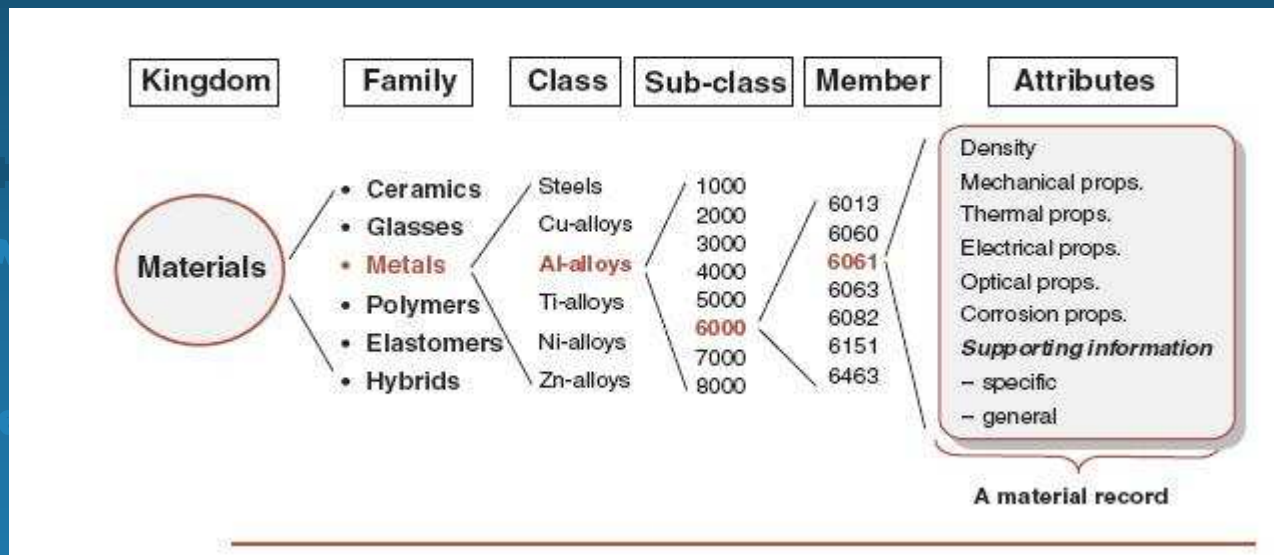 Kingdom
Family
Class
Sub-class
Member
Attributes
Materials
• Ceramics
• Glasses
• Metals
• Polymers
• Elastomers
• Hybrids
Steels
Cu-alloys
Al-alloys
Ti-alloys
Ni-alloys
Zn-alloys
1000
2000
3000
4000
5000
6000
7000
8000
6013
6060
6061
6063
6082
6151
6463
Density
Mechanical props.
Thermal props.
Electrical props.
Optical props.
Corrosion props.
Supporting information
– specific
– general
A material record